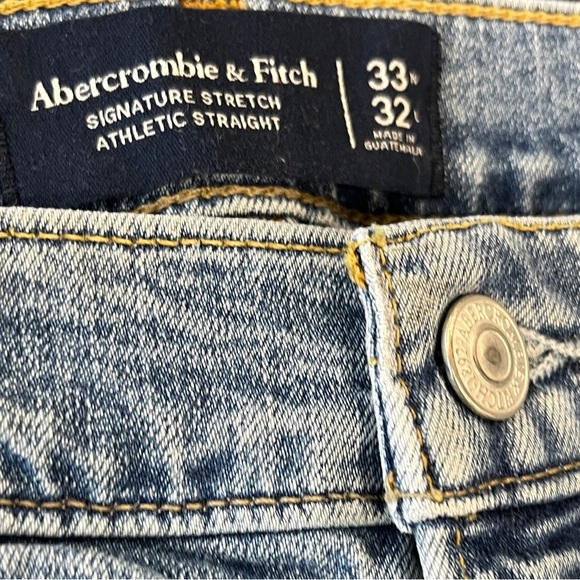 Abercrombie & Fitch
SIGNATURE STRETCH
ATHLETIC STRAIGHT
33W
32L
MADE IN
GUATEMALA